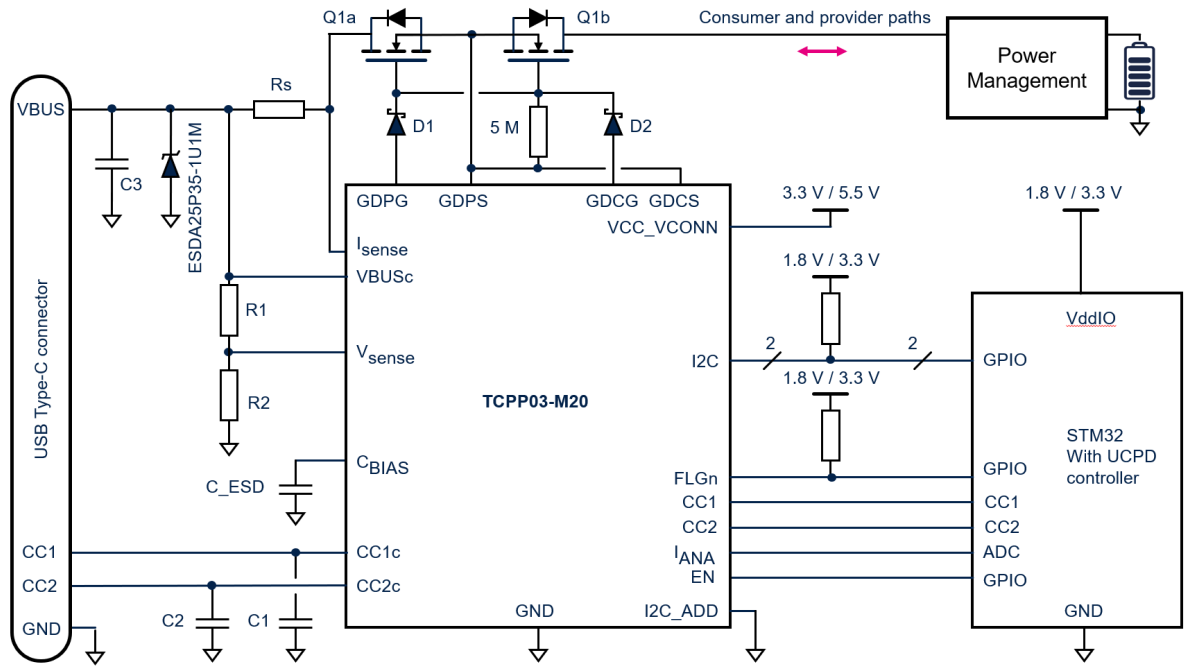 Q1a
Q1b
Consumer and provider paths
Power
Management
VBUS
Rs
D1
5 M
D2
C3
ESDA25P35-1U1M
GDPG
GDPS
GDCG
GDCS
VCC_VCONN
3.3 V / 5.5 V
1.8 V / 3.3 V
Isense
VBUSc
1.8 V / 3.3 V
R1
Vsense
R2
I2C
2
2
GPIO
VddIO
1.8 V / 3.3 V
TCPP03-M20
USB Type-C connector
STM32
With UCPD
controller
CBIAS
C_ESD
FLGn
GPIO
CC1
CC1
CC2
CC2
IANA
ADC
EN
GPIO
CC1
CC1c
CC2
CC2c
C2
C1
GND
GND
I2C_ADD
GND